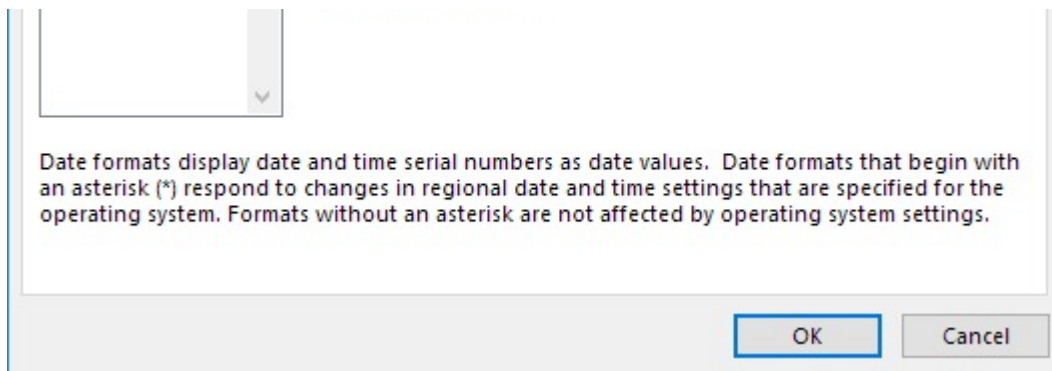 Date formats display date and time serial numbers as date values.  Date formats that begin with
an asterisk (*) respond to changes in regional date and time settings that are specified for the
operating system. Formats without an asterisk are not affected by operating system settings.
OK
Cancel